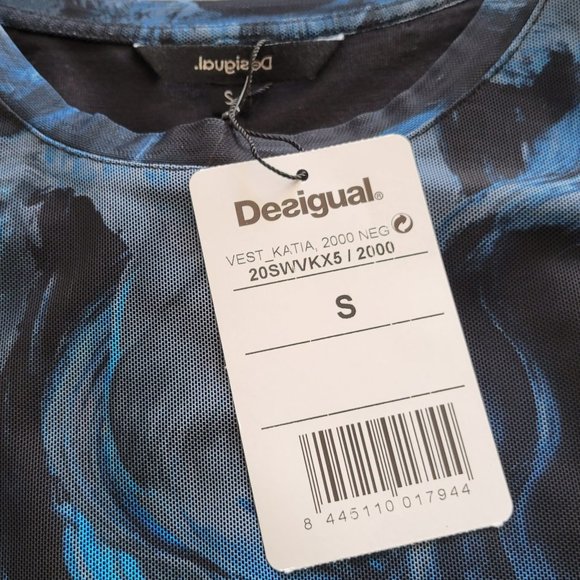 Desigual.
Desigual®
VEST_KATIA, 2000 NEG
20SWVKX5 / 2000
S
8 445110 017944